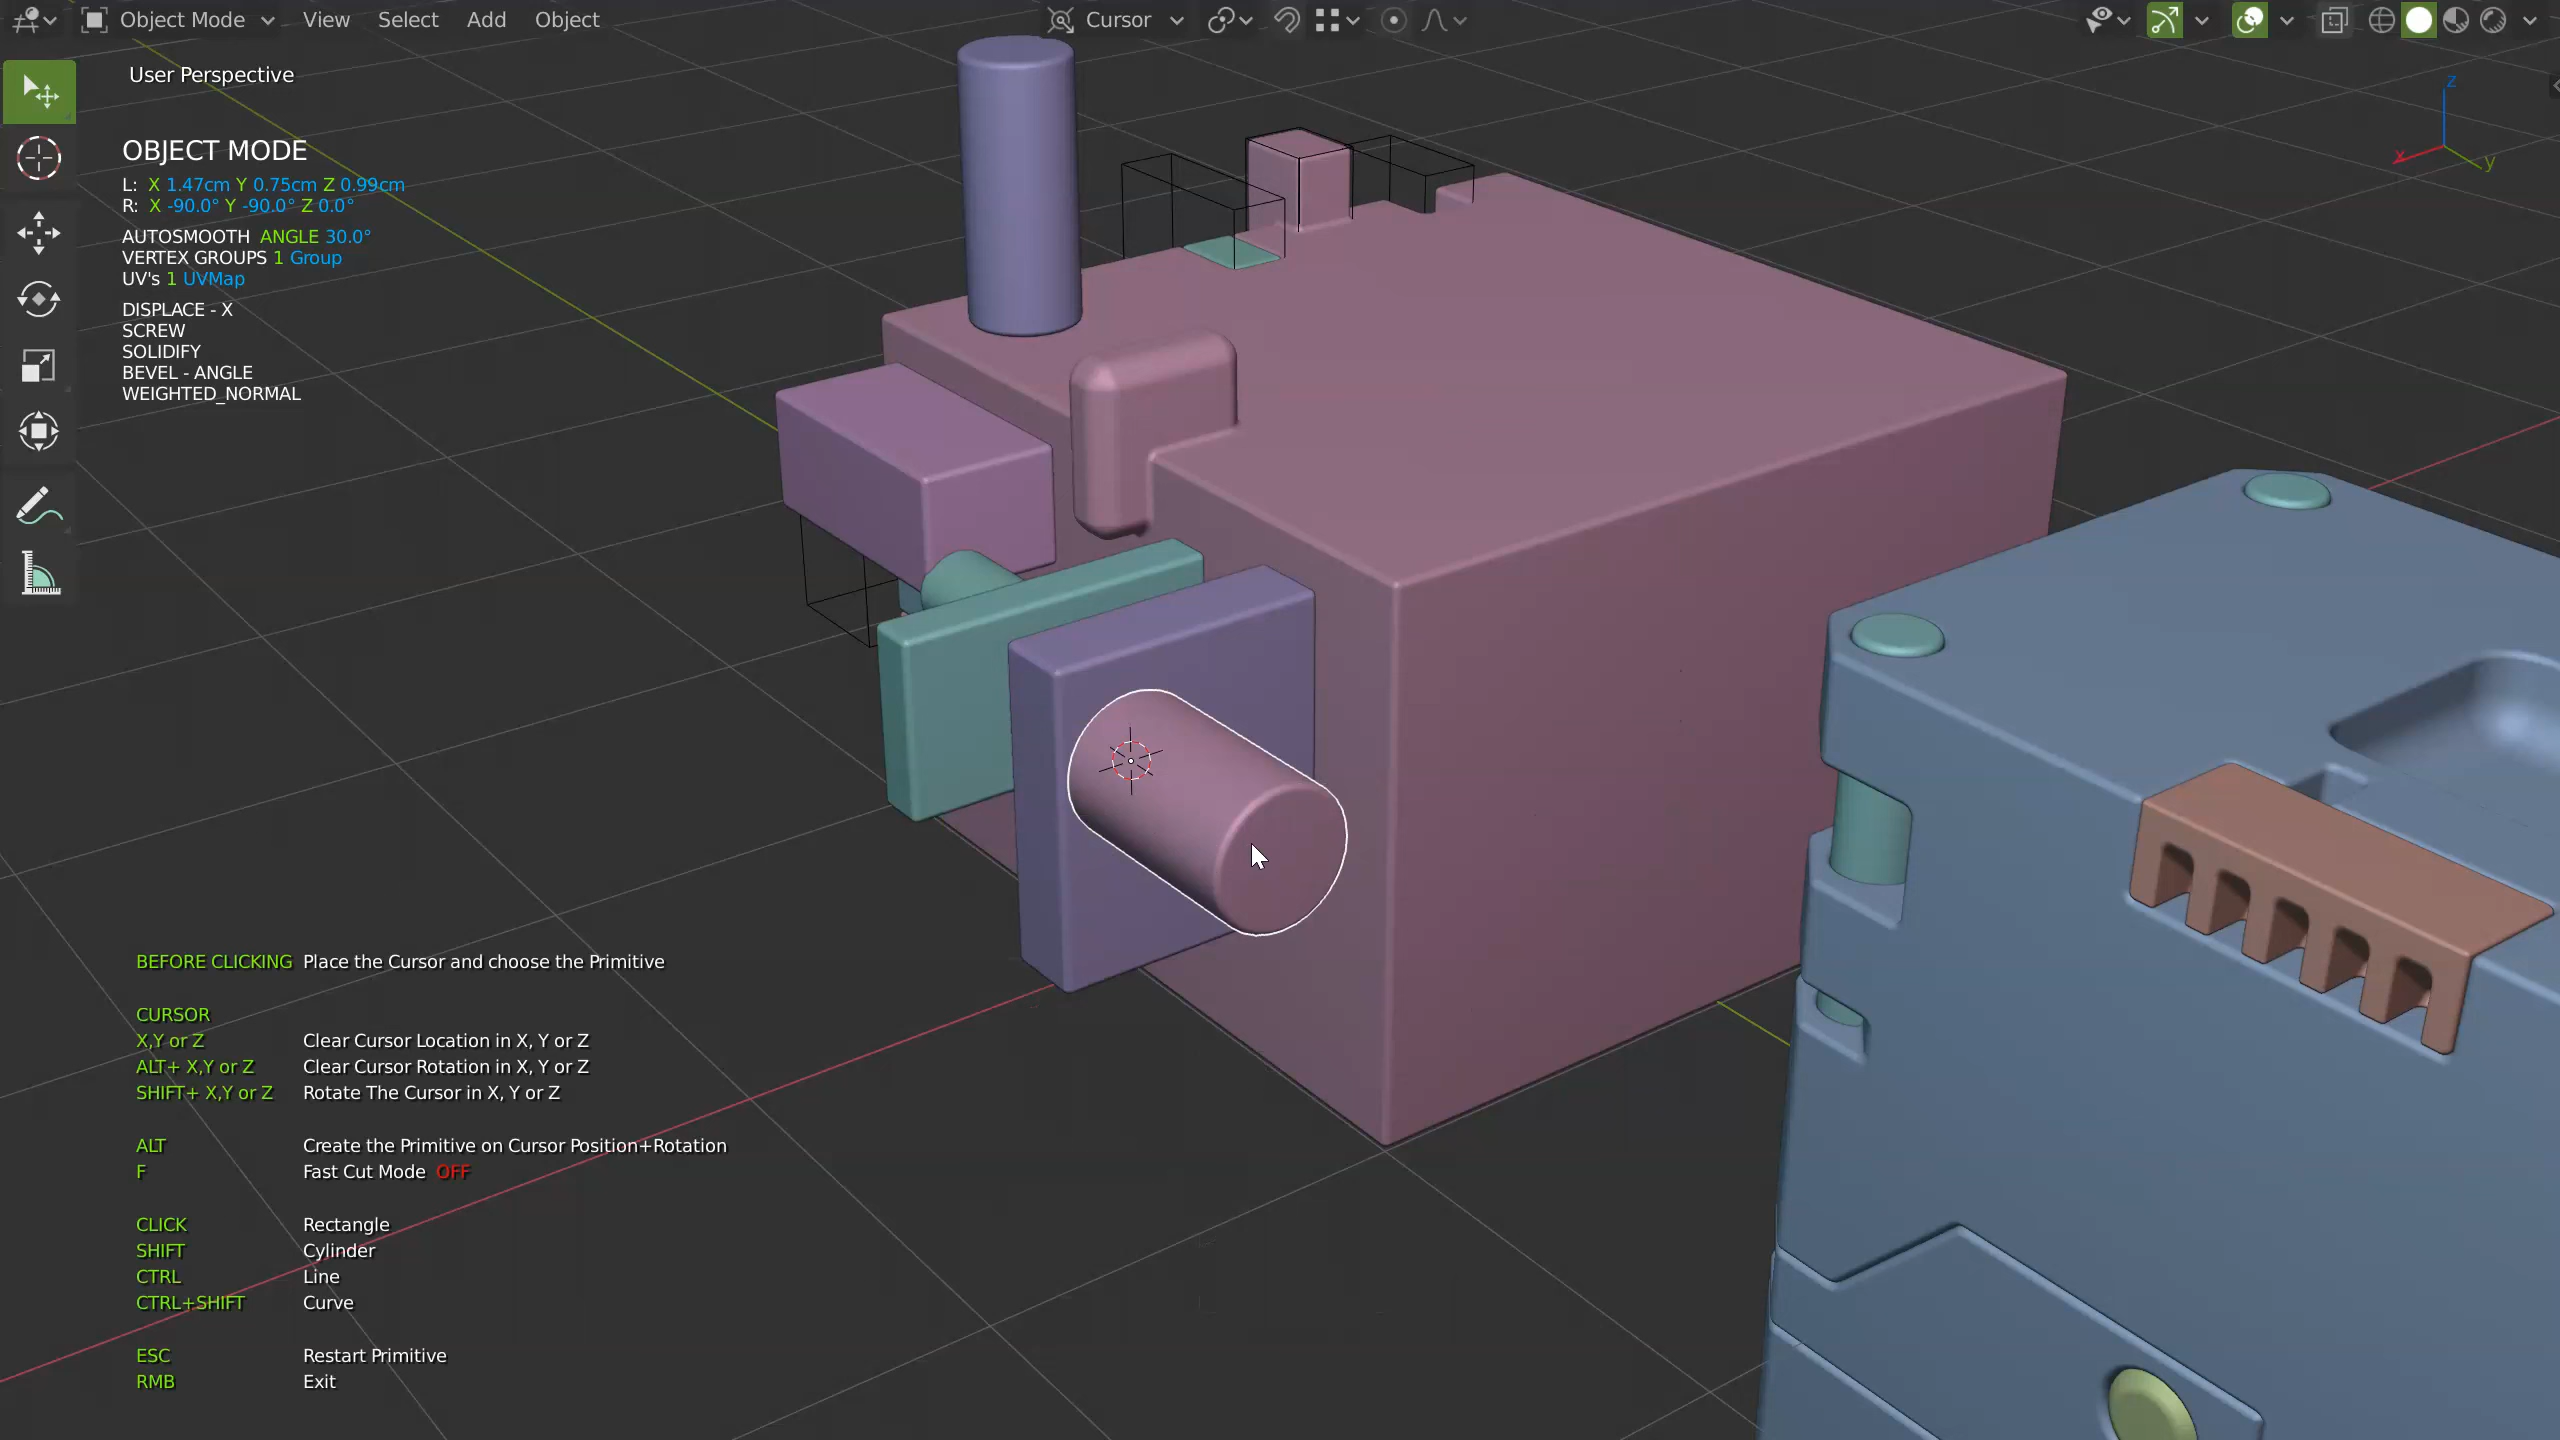 Object Mode View Select Add Object Cursor
User Perspective
z
x
y
OBJECT MODE
L: X 1.47cm Y 0.75cm Z 0.99cm
R: X -90.0° Y -90.0° Z 0.0°
AUTOSMOOTH ANGLE 30.0°
VERTEX GROUPS 1 Group
UV's 1 UVMap
DISPLACE - X
SCREW
SOLIDIFY
BEVEL - ANGLE
WEIGHTED_NORMAL
BEFORE CLICKING Place the Cursor and choose the Primitive
CURSOR
X,Y or Z Clear Cursor Location in X, Y or Z
ALT+ X,Y or Z Clear Cursor Rotation in X, Y or Z
SHIFT+ X,Y or Z Rotate The Cursor in X, Y or Z
ALT Create the Primitive on Cursor Position+Rotation
F Fast Cut Mode OFF
CLICK Rectangle
SHIFT Cylinder
CTRL Line
CTRL+SHIFT Curve
ESC Restart Primitive
RMB Exit